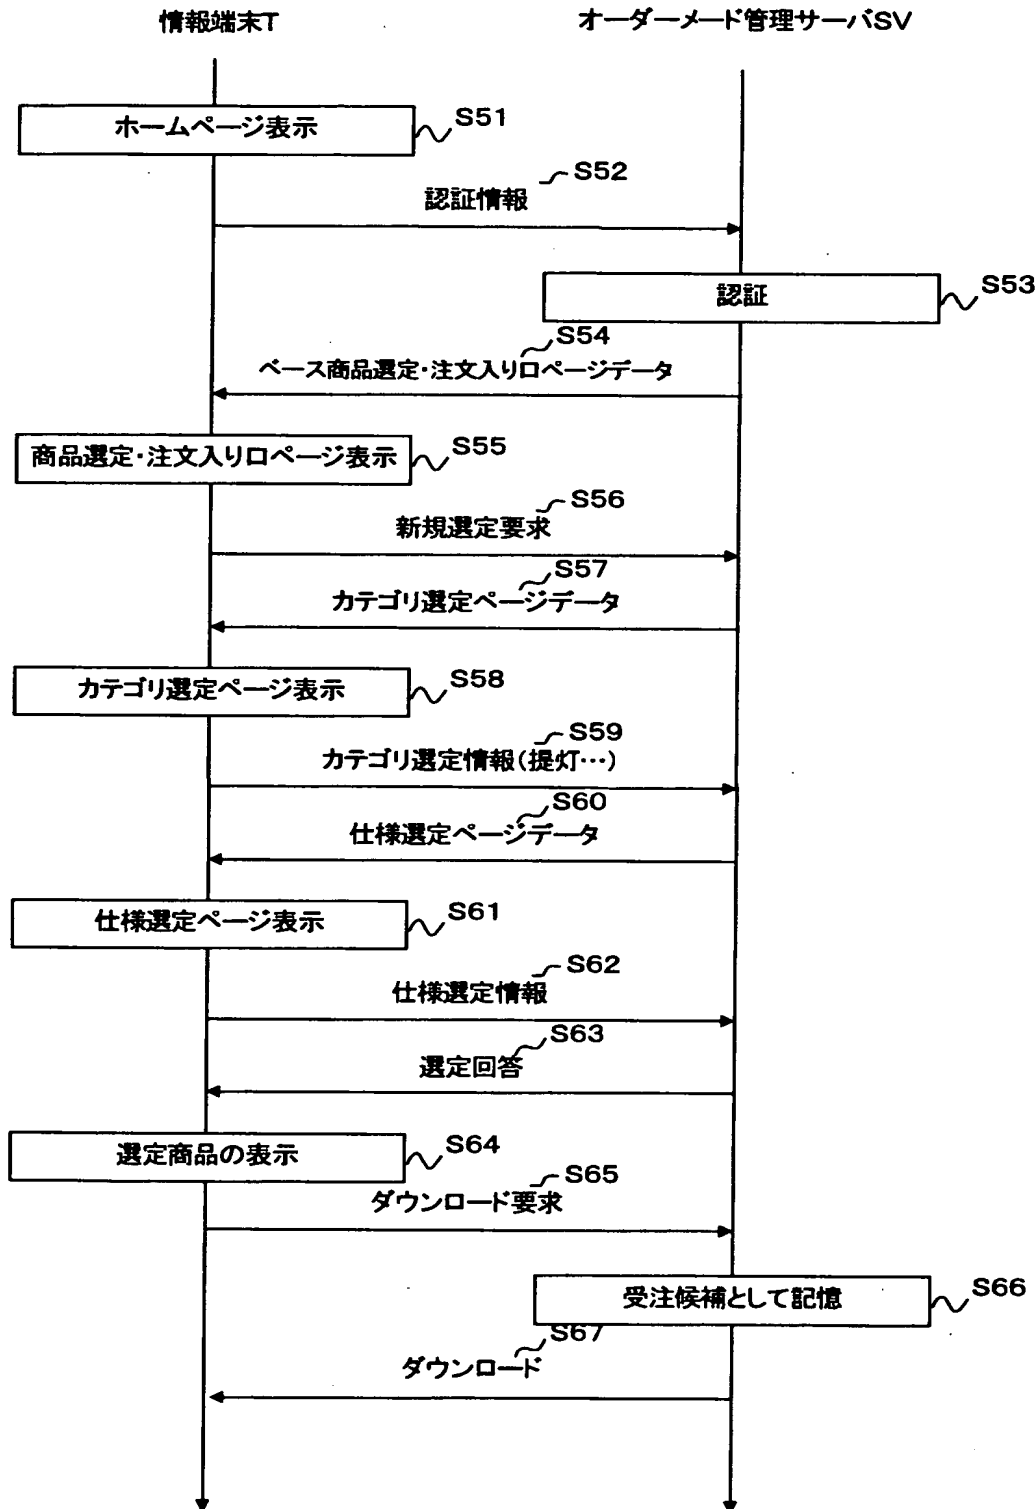 情報端末T
オーダーメード管理サーバSV
ホームページ表示
S51
S52
認証情報
認証
S53
S54
ベース商品選定・注文入り口ページデータ
商品選定・注文入り口ページ表示
S55
S56
新規選定要求
S57
カテゴリ選定ページデータ
カテゴリ選定ページ表示
S58
S59
カテゴリ選定情報(提灯…)
S60
仕様選定ページデータ
仕様選定ページ表示
S61
S62
仕様選定情報
S63
選定回答
選定商品の表示
S64
S65
ダウンロード要求
受注候補として記憶
S66
S67
ダウンロード